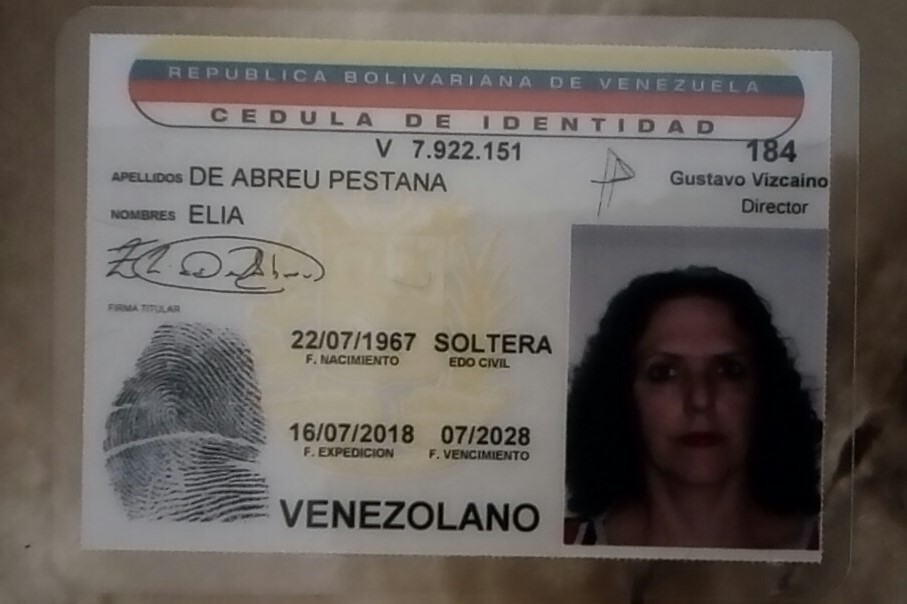 REPUBLICA BOLIVARIANA DE VENEZUELA
CEDULA DE IDENTIDAD
V 7.922.151
184
APELLIDOS DE ABREU PESTANA
Gustavo Vizcaino
Director
NOMBRES ELIA
FIRMA TITULAR
22/07/1967 SOLTERA
F. NACIMIENTO EDO CIVIL
16/07/2018 07/2028
F. EXPEDICION F. VENCIMIENTO
VENEZOLANO